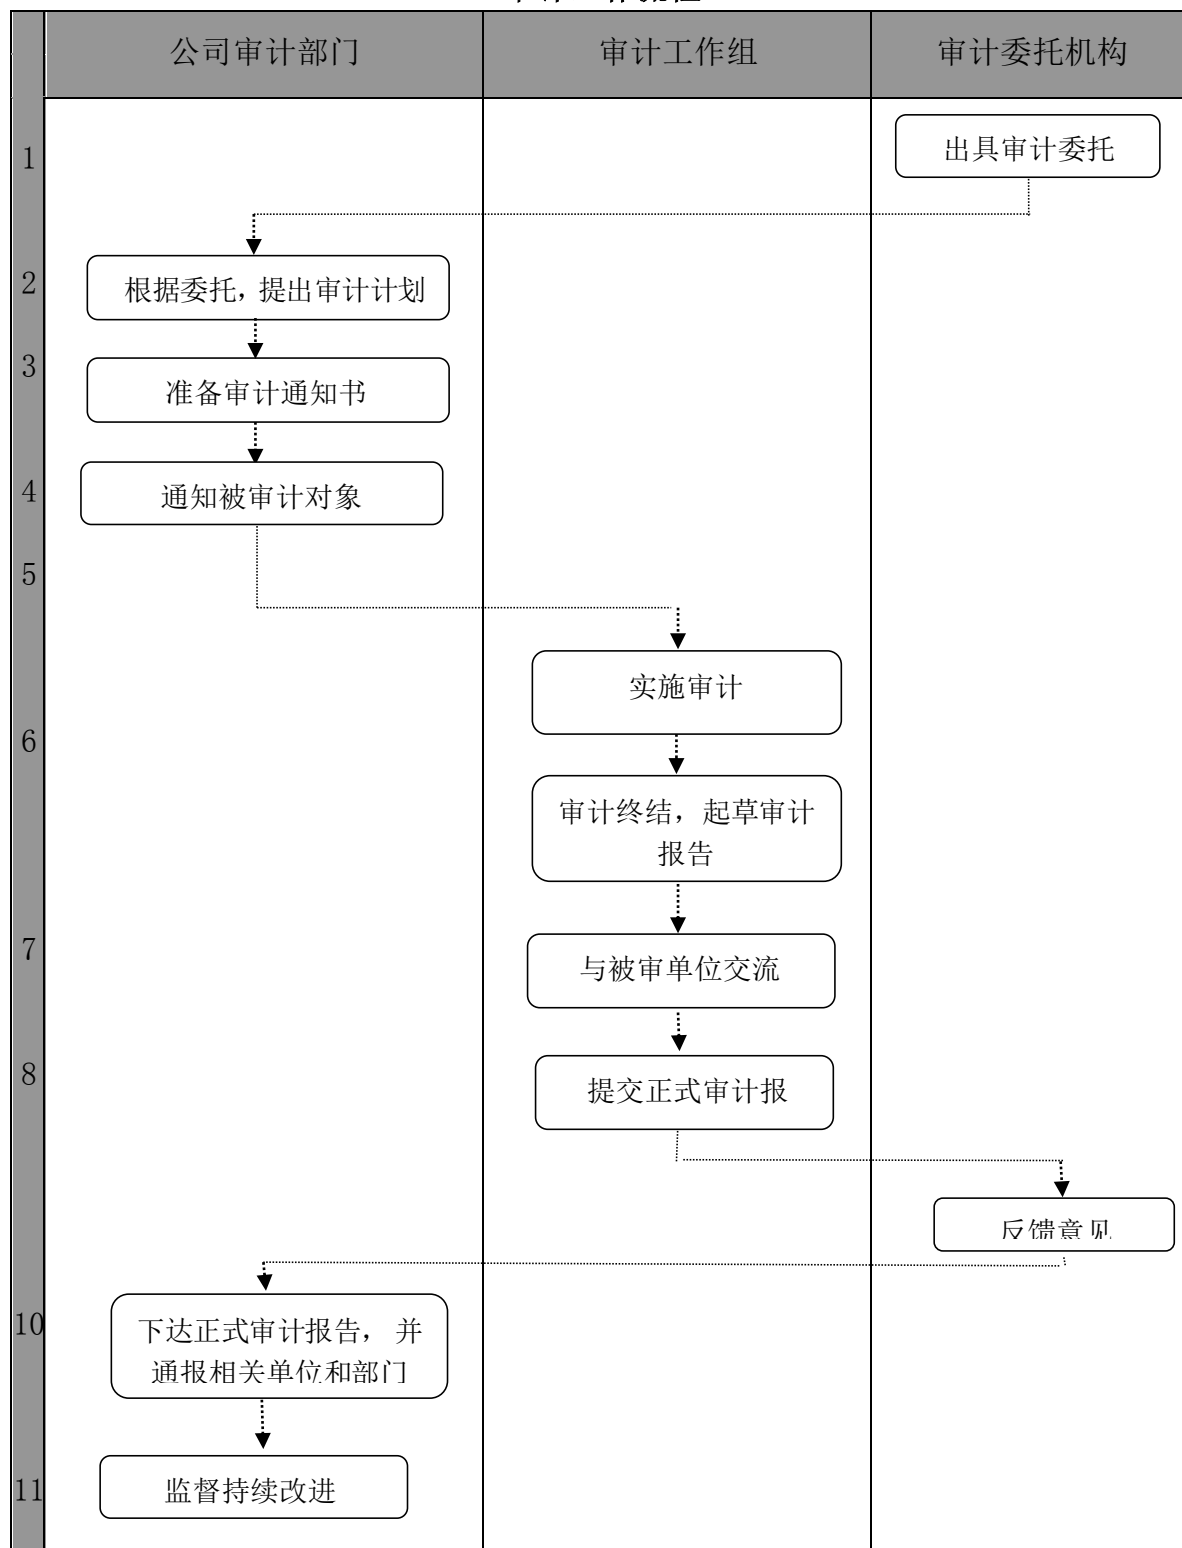 公司审计部门
审计工作组
审计委托机构
1
出具审计委托
2
根据委托，提出审计计划
3
准备审计通知书
4
通知被审计对象
5
实施审计
6
审计终结，起草审计
报告
7
与被审单位交流
8
提交正式审计报
反馈意见
10
下达正式审计报告， 并
通报相关单位和部门
11
监督持续改进